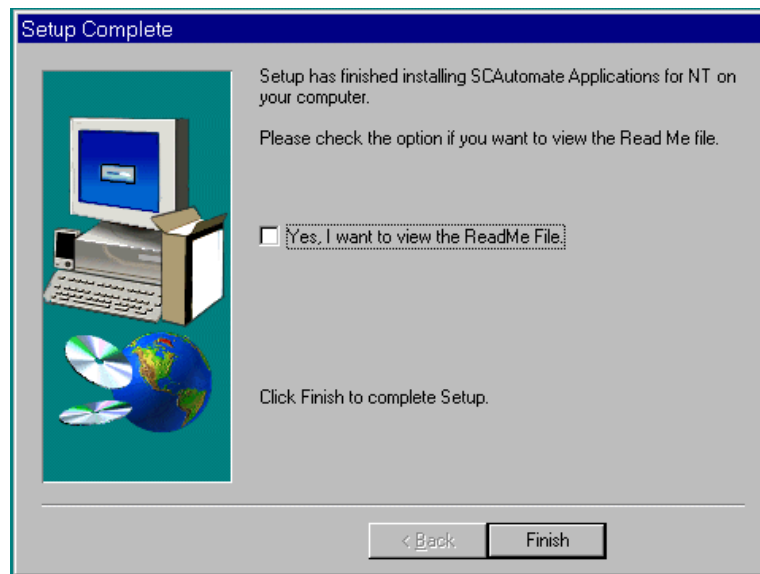 Setup Complete
Setup has finished installing SCAutomate Applications for NT on
your computer.
Please check the option if you want to view the Read Me file.
Yes, I want to view the ReadMe File.
Click Finish to complete Setup.
< Back
Finish